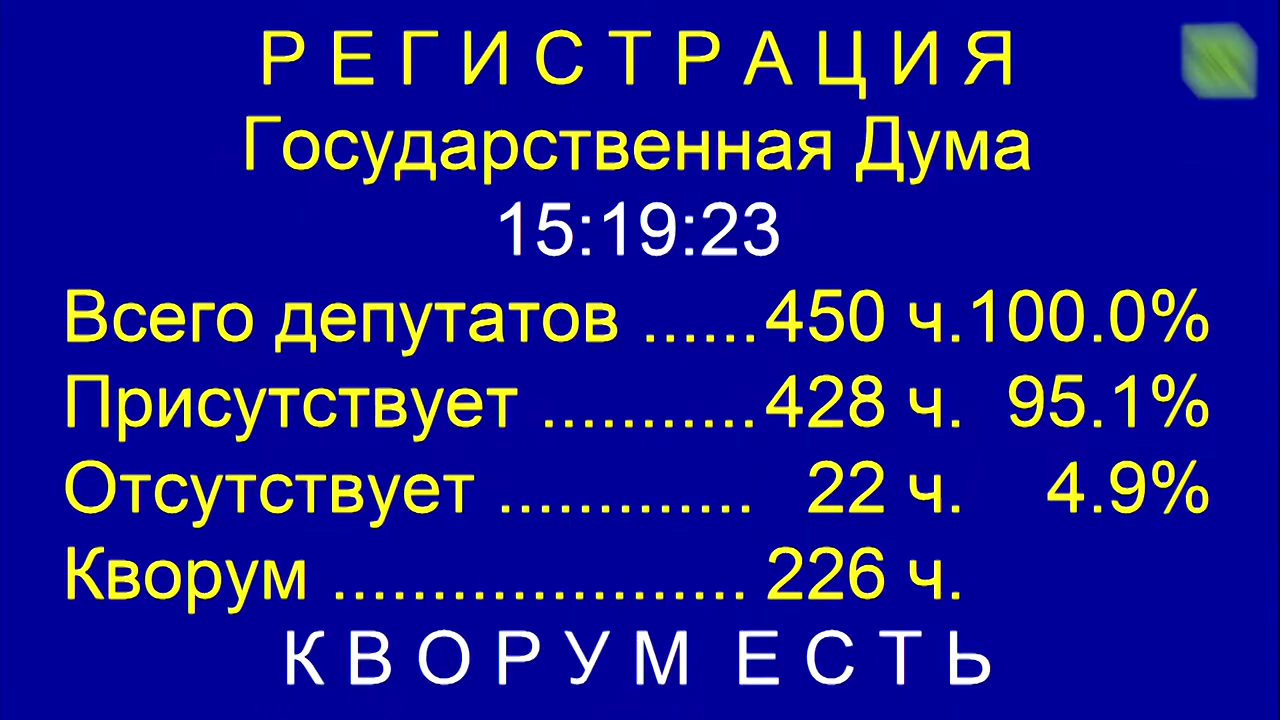 Р Е Г И С Т Р А Ц И Я
Государственная Дума
15:19:23
Всего депутатов ......450 ч.100.0%
Присутствует ...........428 ч. 95.1%
Отсутствует ............. 22 ч. 4.9%
Кворум ..................... 226 ч.
К В О Р У М Е С Т Ь